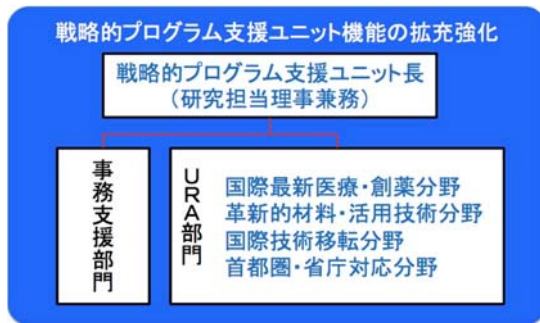 戦略的プログラム支援ユニット機能の拡充強化
戦略的プログラム支援ユニット長
（研究担当理事兼務）
事務支援部門
URA部門
国際最新医療・創薬分野
革新的材料・活用技術分野
国際技術移転分野
首都圏・省庁対応分野